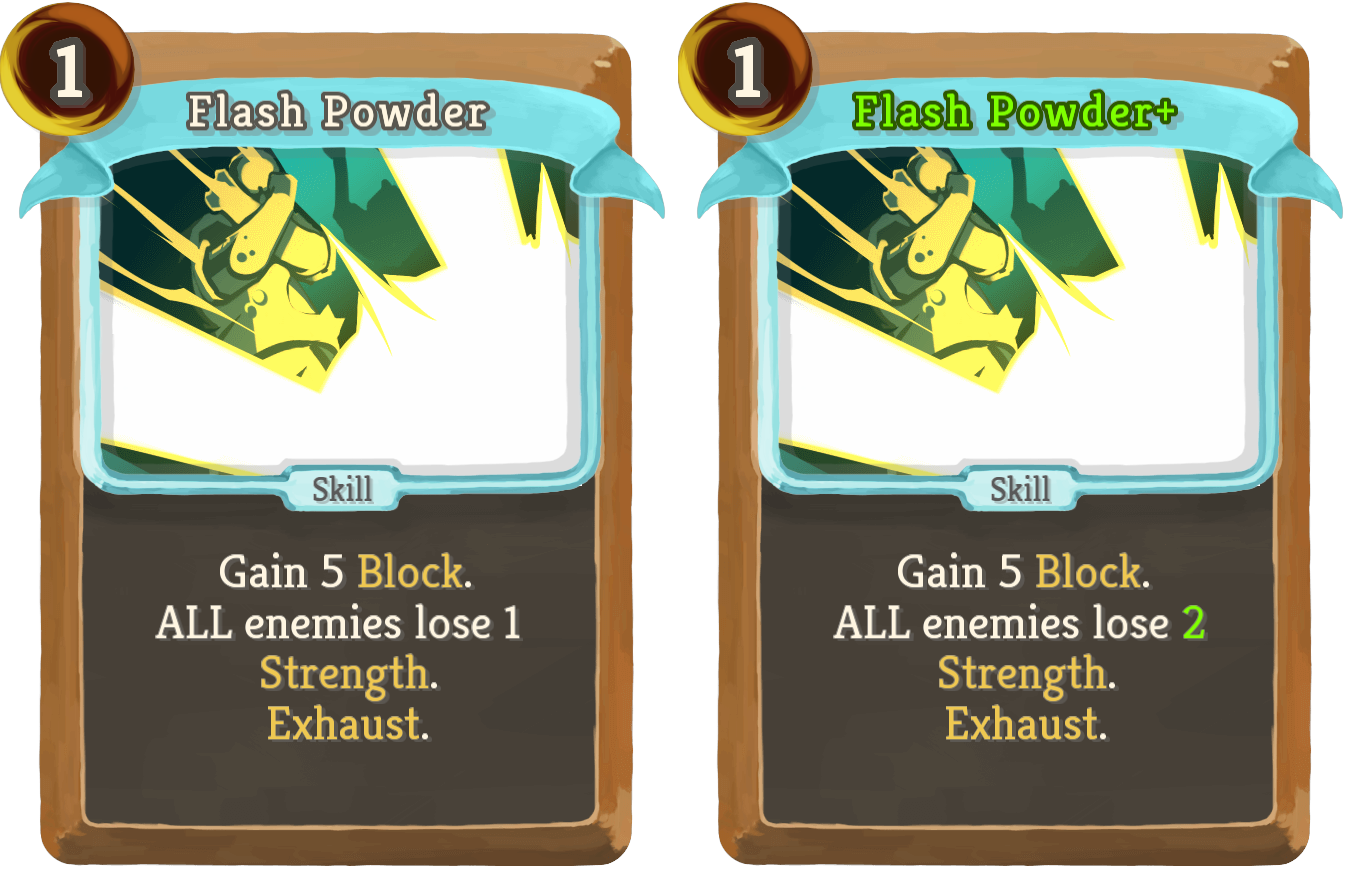 1
Flash Powder
Skill
Gain 5 Block.
ALL enemies lose 1
Strength.
Exhaust.
1
Flash Powder+
Skill
Gain 5 Block.
ALL enemies lose 2
Strength.
Exhaust.